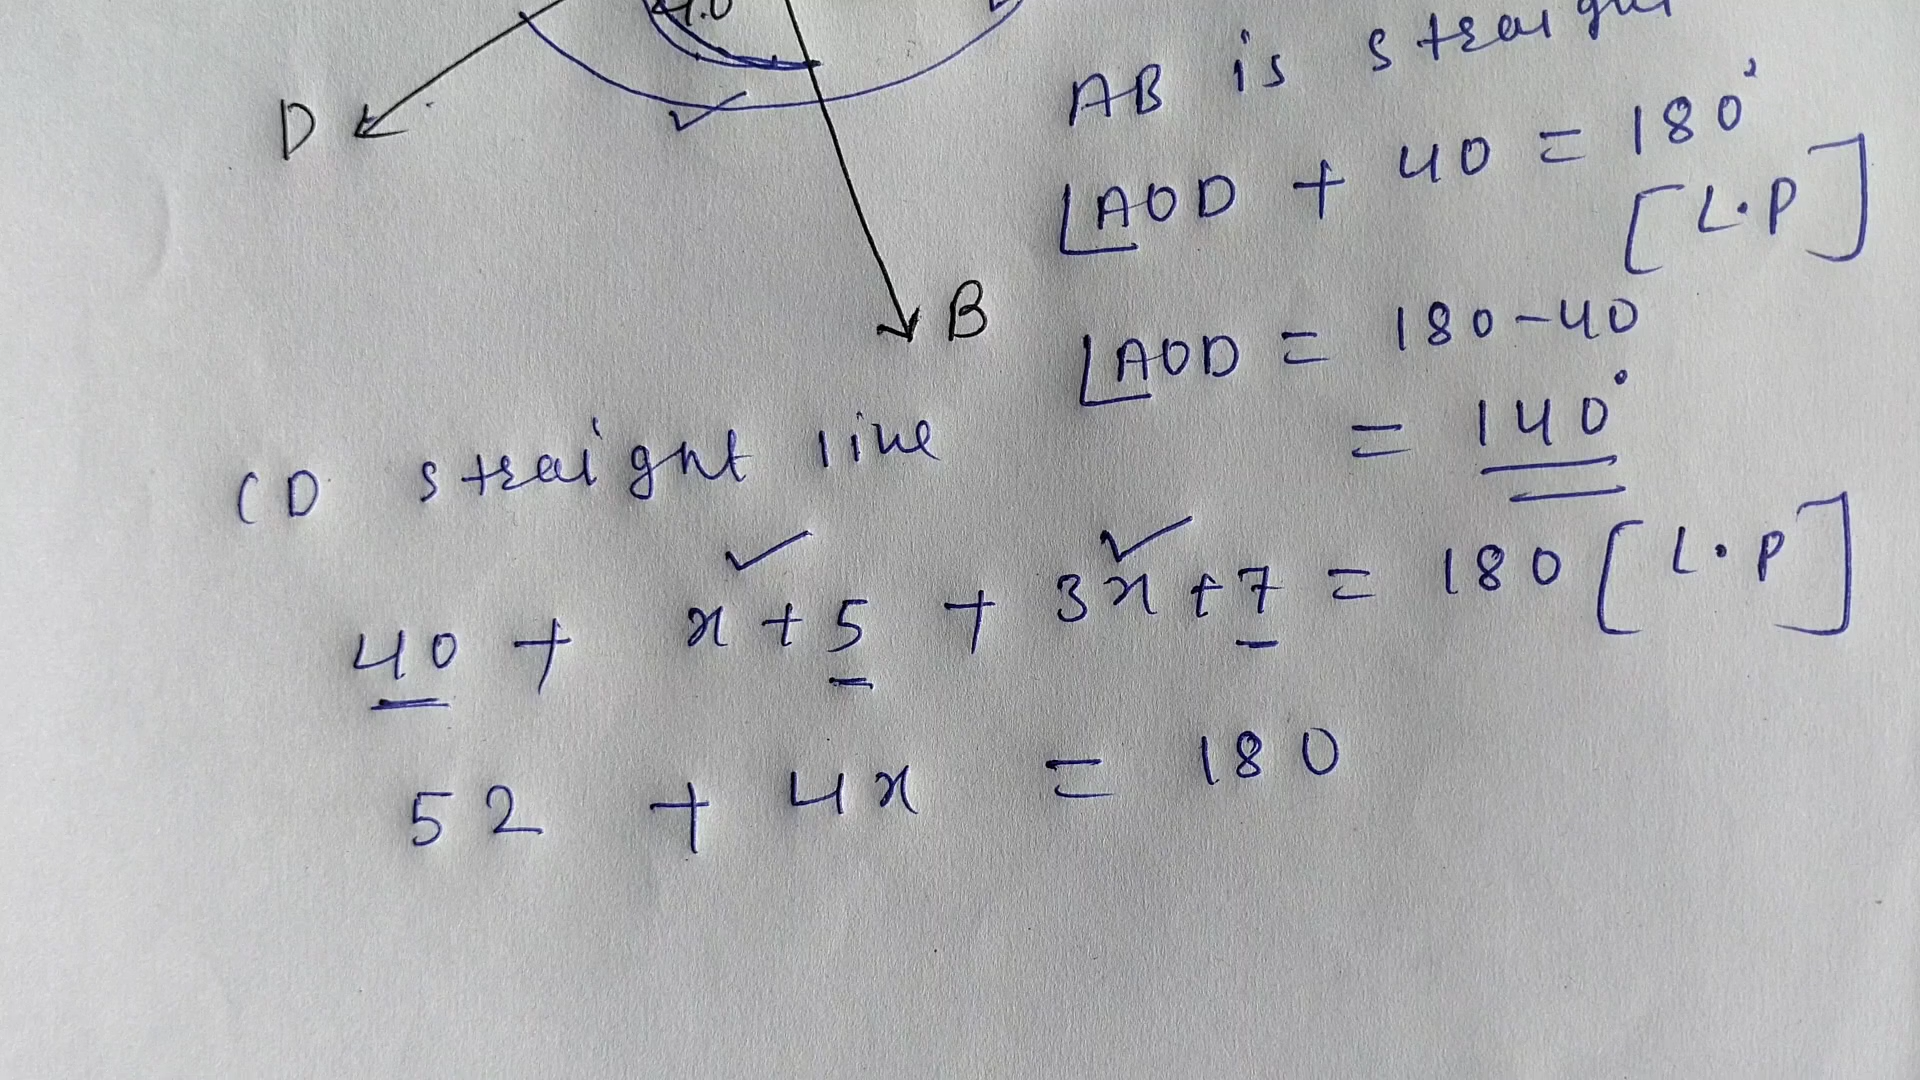 40
AB is straight
D
∠AOD + 40 = 180°
[L.P]
B
∠AOD = 180-40
= 140°
CD straight line
40 + x+5 + 3x+7 = 180 [L.P]
52 + 4x = 180